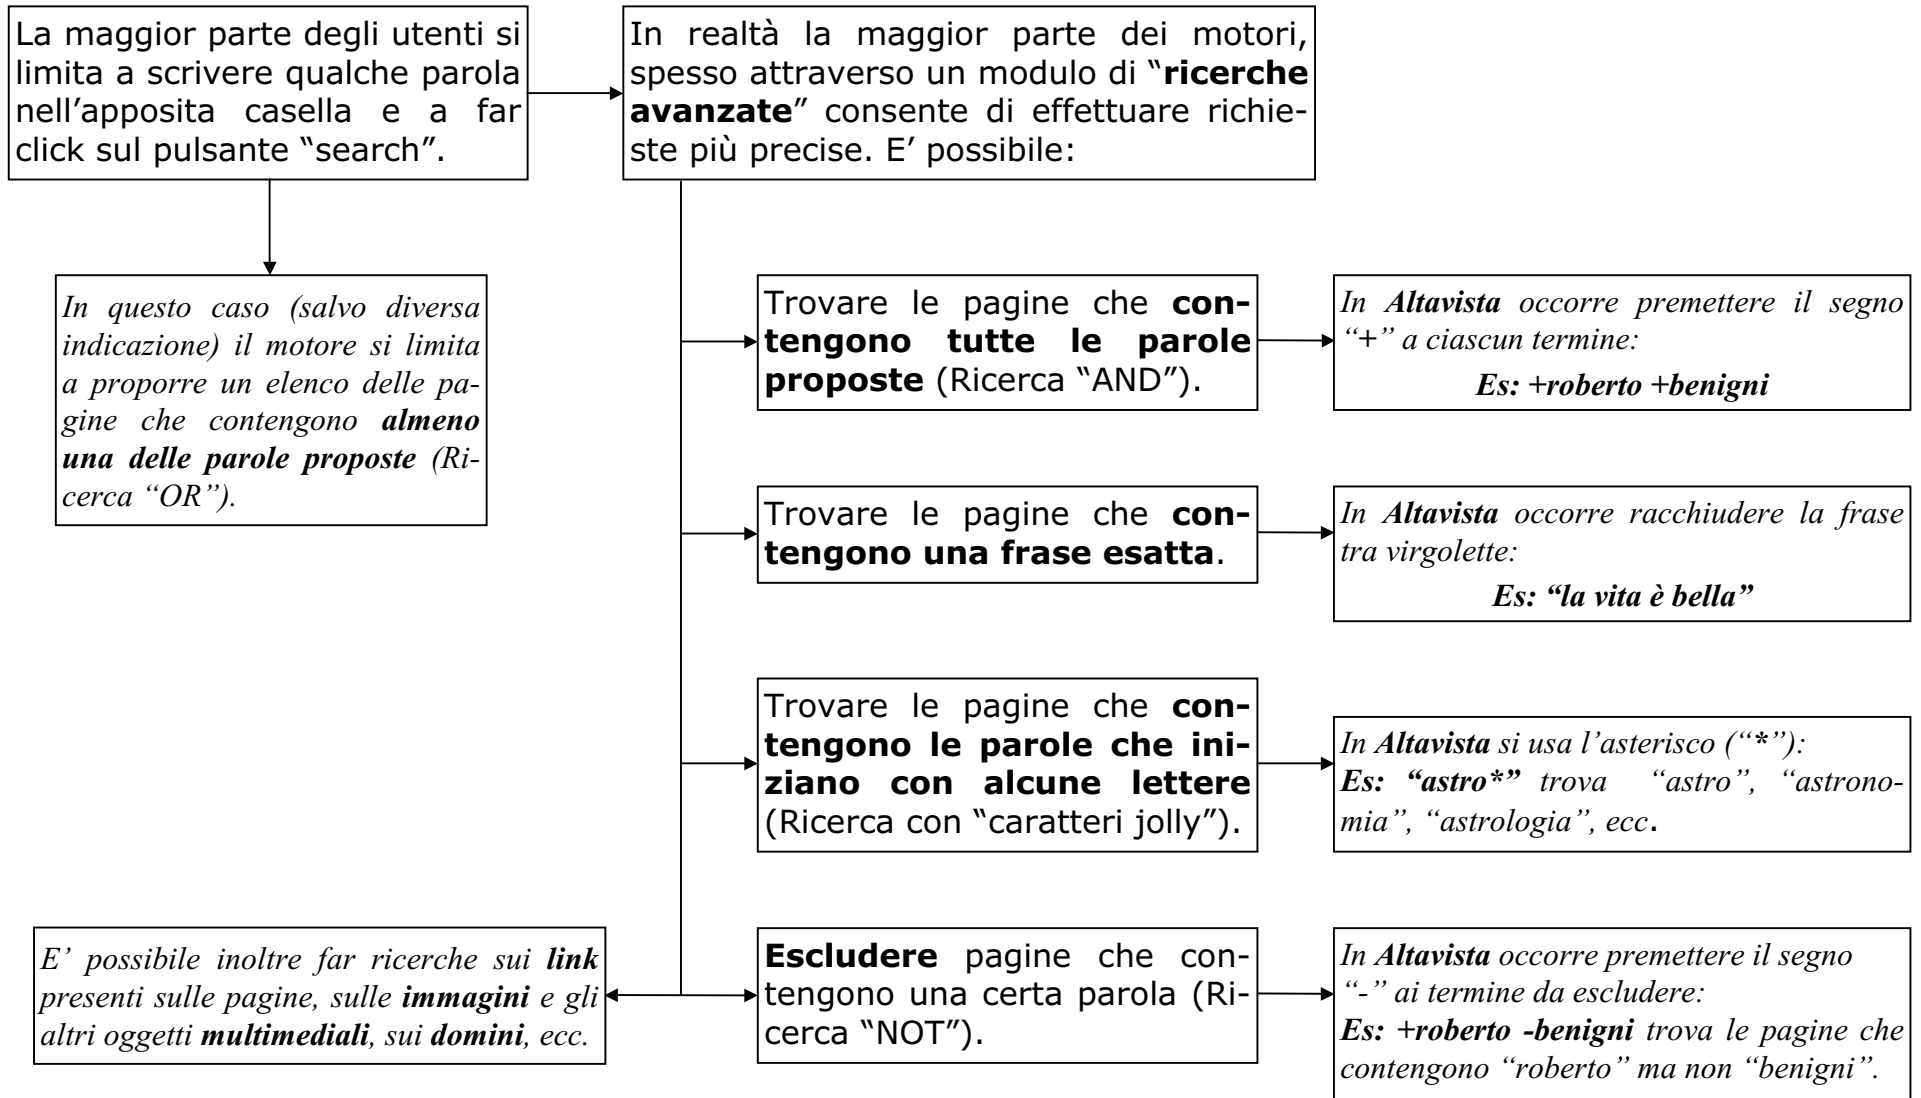 La maggior parte degli utenti si
limita a scrivere qualche parola
nell’apposita casella e a far
click sul pulsante “search”.
In realtà la maggior parte dei motori,
spesso attraverso un modulo di “ricerche
avanzate” consente di effettuare richie-
ste più precise. E’ possibile:
In questo caso (salvo diversa
indicazione) il motore si limita
a proporre un elenco delle pa-
gine che contengono almeno
una delle parole proposte (Ri-
cerca “OR”).
Trovare le pagine che con-
tengono tutte le parole
proposte (Ricerca “AND”).
In Altavista occorre premettere il segno
“+” a ciascun termine:
Es: +roberto +benigni
Trovare le pagine che con-
tengono una frase esatta.
In Altavista occorre racchiudere la frase
tra virgolette:
Es: “la vita è bella”
Trovare le pagine che con-
tengono le parole che ini-
ziano con alcune lettere
(Ricerca con “caratteri jolly”).
In Altavista si usa l’asterisco (“*”):
Es: “astro*” trova “astro”, “astrono-
mia”, “astrologia”, ecc.
E’ possibile inoltre far ricerche sui link
presenti sulle pagine, sulle immagini e gli
altri oggetti multimediali, sui domini, ecc.
Escludere pagine che con-
tengono una certa parola (Ri-
cerca “NOT”).
In Altavista occorre premettere il segno
“-” ai termine da escludere:
Es: +roberto -benigni trova le pagine che
contengono “roberto” ma non “benigni”.